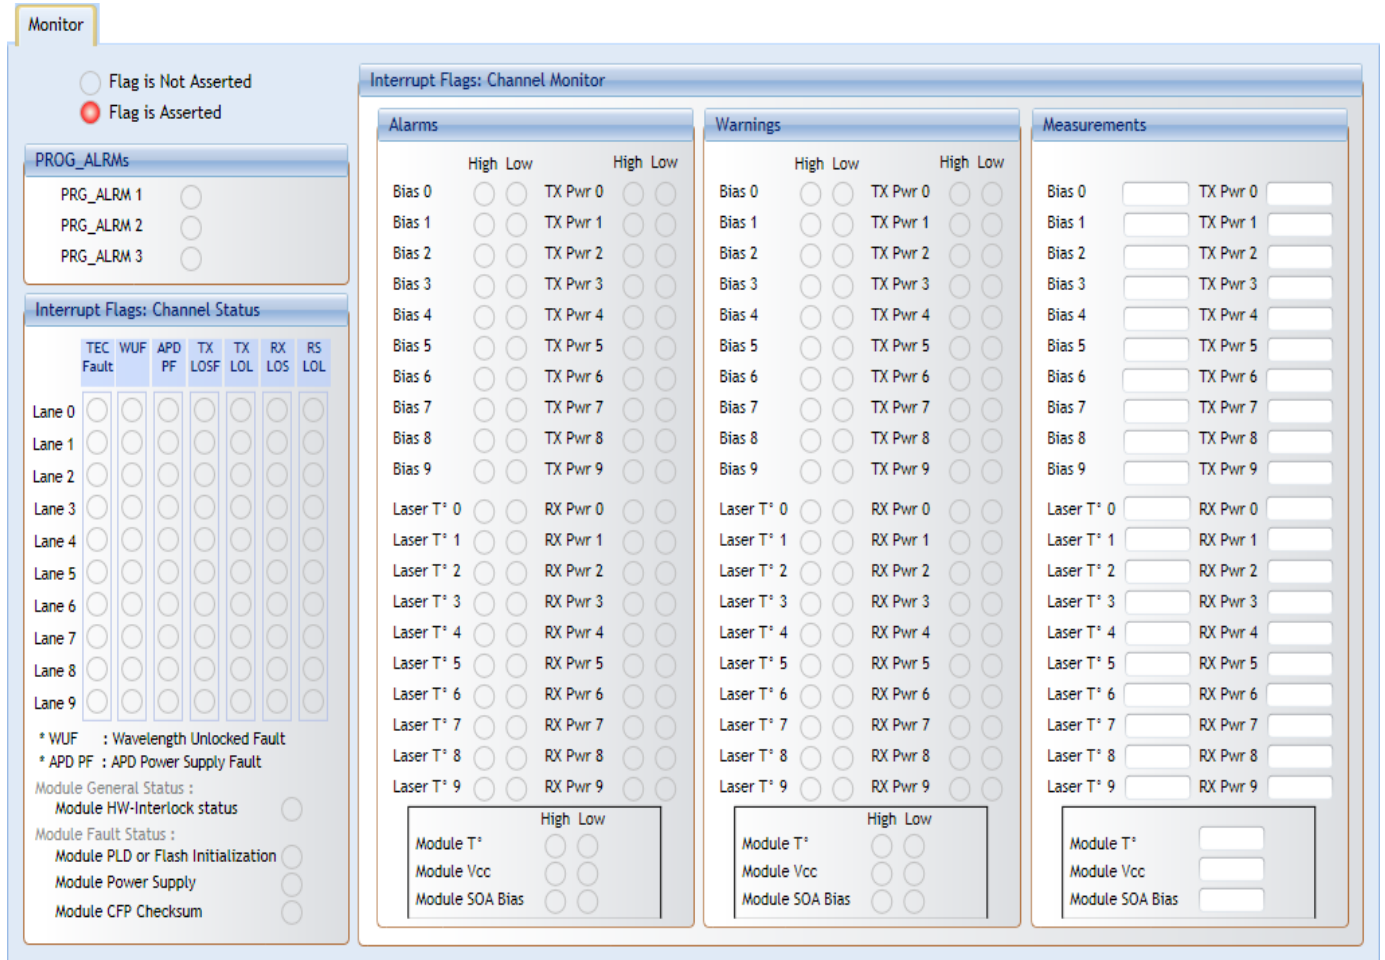 Monitor
Flag is Not Asserted
Flag is Asserted
PROG_ALRMs
PRG_ALRM 1
PRG_ALRM 2
PRG_ALRM 3
Interrupt Flags: Channel Status
TEC Fault WUF APD PF TX LOSF TX LOL RX LOS RS LOL
Lane 0
Lane 1
Lane 2
Lane 3
Lane 4
Lane 5
Lane 6
Lane 7
Lane 8
Lane 9
* WUF : Wavelength Unlocked Fault
* APD PF : APD Power Supply Fault
Module General Status :
Module HW-Interlock status
Module Fault Status :
Module PLD or Flash Initialization
Module Power Supply
Module CFP Checksum
Interrupt Flags: Channel Monitor
Alarms
High Low High Low
Bias 0 TX Pwr 0
Bias 1 TX Pwr 1
Bias 2 TX Pwr 2
Bias 3 TX Pwr 3
Bias 4 TX Pwr 4
Bias 5 TX Pwr 5
Bias 6 TX Pwr 6
Bias 7 TX Pwr 7
Bias 8 TX Pwr 8
Bias 9 TX Pwr 9
Laser T° 0 RX Pwr 0
Laser T° 1 RX Pwr 1
Laser T° 2 RX Pwr 2
Laser T° 3 RX Pwr 3
Laser T° 4 RX Pwr 4
Laser T° 5 RX Pwr 5
Laser T° 6 RX Pwr 6
Laser T° 7 RX Pwr 7
Laser T° 8 RX Pwr 8
Laser T° 9 RX Pwr 9
High Low
Module T°
Module Vcc
Module SOA Bias
Warnings
High Low High Low
Bias 0 TX Pwr 0
Bias 1 TX Pwr 1
Bias 2 TX Pwr 2
Bias 3 TX Pwr 3
Bias 4 TX Pwr 4
Bias 5 TX Pwr 5
Bias 6 TX Pwr 6
Bias 7 TX Pwr 7
Bias 8 TX Pwr 8
Bias 9 TX Pwr 9
Laser T° 0 RX Pwr 0
Laser T° 1 RX Pwr 1
Laser T° 2 RX Pwr 2
Laser T° 3 RX Pwr 3
Laser T° 4 RX Pwr 4
Laser T° 5 RX Pwr 5
Laser T° 6 RX Pwr 6
Laser T° 7 RX Pwr 7
Laser T° 8 RX Pwr 8
Laser T° 9 RX Pwr 9
High Low
Module T°
Module Vcc
Module SOA Bias
Measurements
Bias 0 TX Pwr 0
Bias 1 TX Pwr 1
Bias 2 TX Pwr 2
Bias 3 TX Pwr 3
Bias 4 TX Pwr 4
Bias 5 TX Pwr 5
Bias 6 TX Pwr 6
Bias 7 TX Pwr 7
Bias 8 TX Pwr 8
Bias 9 TX Pwr 9
Laser T° 0 RX Pwr 0
Laser T° 1 RX Pwr 1
Laser T° 2 RX Pwr 2
Laser T° 3 RX Pwr 3
Laser T° 4 RX Pwr 4
Laser T° 5 RX Pwr 5
Laser T° 6 RX Pwr 6
Laser T° 7 RX Pwr 7
Laser T° 8 RX Pwr 8
Laser T° 9 RX Pwr 9
Module T°
Module Vcc
Module SOA Bias